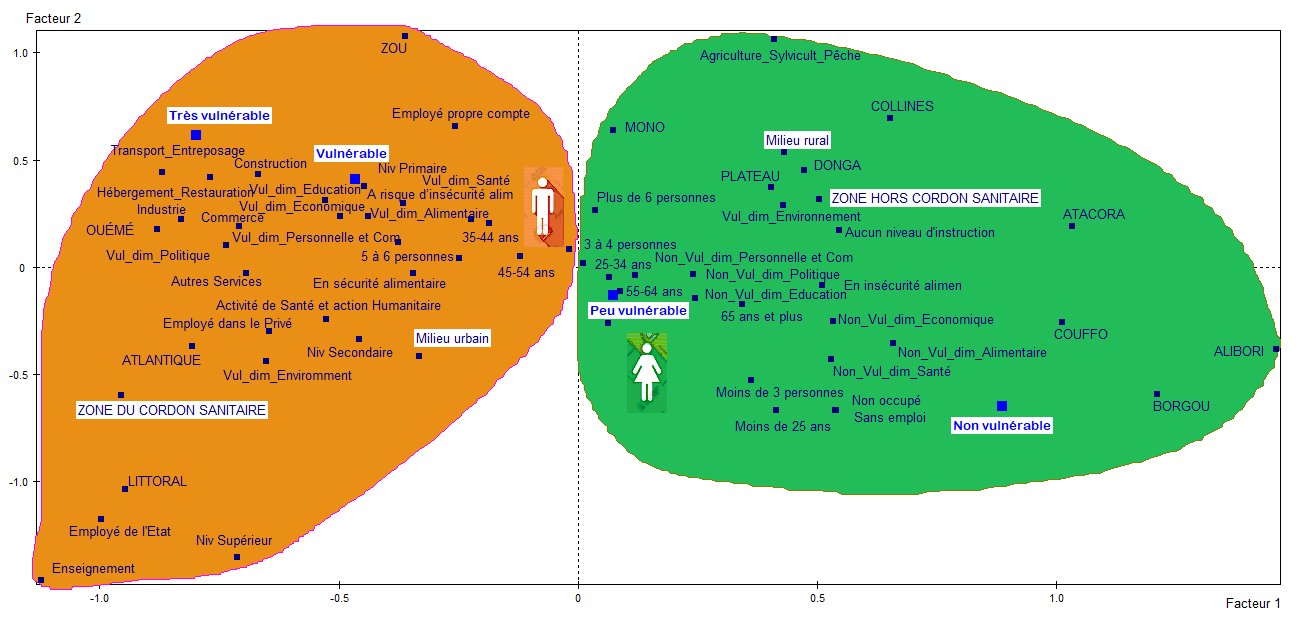 Facteur 2
1.0
ZOU
Agriculture_Sylvicult_Pêche
COLLINES
Très vulnérable
Employé propre compte
MONO
Milieu rural
Transport_Entreposage
Vulnérable
0.5
Construction
Niv Primaire
DONGA
PLATEAU
Vul_dim_Santé
Hébergement_Restauration
Vul_dim_Education
A risque d'insécurité alim
Plus de 6 personnes
ZONE HORS CORDON SANITAIRE
Industrie
Vul_dim_Economique
Commerce
Vul_dim_Alimentaire
Vul_dim_Environnement
ATACORA
OUÉMÉ
Vul_dim_Personnelle et Com
35-44 ans
Aucun niveau d'instruction
3 à 4 personnes
Vul_dim_Politique
5 à 6 personnes
Non_Vul_dim_Personnelle et Com
0
45-54 ans
25-34 ans
Non_Vul_dim_Politique
Autres Services
En sécurité alimentaire
En insécurité alimen
55-64 ans
Non_Vul_dim_Education
Activité de Santé et action Humanitaire
Peu vulnérable
65 ans et plus
Employé dans le Privé
Non_Vul_dim_Economique
Milieu urbain
COUFFO
ATLANTIQUE
Niv Secondaire
Non_Vul_dim_Alimentaire
ALIBORI
Vul_dim_Environment
Non_Vul_dim_Santé
-0.5
Moins de 3 personnes
Non occupé
ZONE DU CORDON SANITAIRE
BORGOU
Sans emploi
Moins de 25 ans
Non vulnérable
-1.0
LITTORAL
Employé de l'Etat
Niv Supérieur
Enseignement
-1.0
-0.5
0
0.5
1.0
Facteur 1